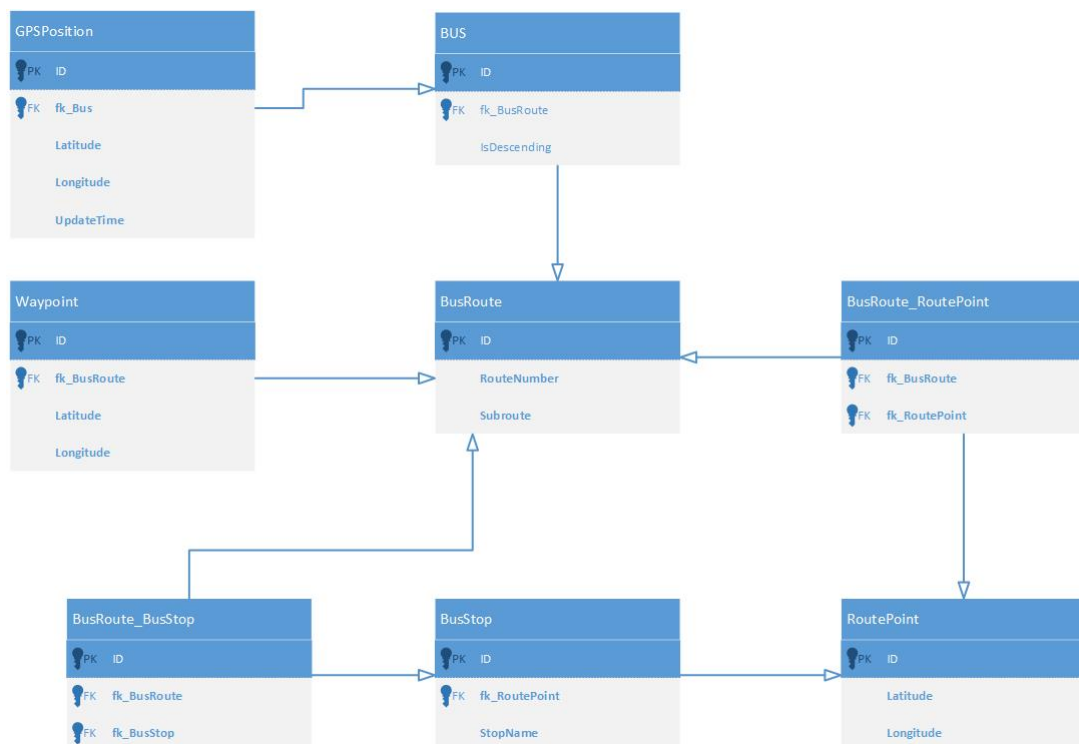 GPSPosition
PK ID
FK fk_Bus
Latitude
Longitude
UpdateTime
BUS
PK ID
FK fk_BusRoute
IsDescending
Waypoint
PK ID
FK fk_BusRoute
Latitude
Longitude
BusRoute
PK ID
RouteNumber
Subroute
BusRoute_RoutePoint
PK ID
FK fk_BusRoute
FK fk_RoutePoint
BusRoute_BusStop
PK ID
FK fk_BusRoute
FK fk_BusStop
BusStop
PK ID
FK fk_RoutePoint
StopName
RoutePoint
PK ID
Latitude
Longitude